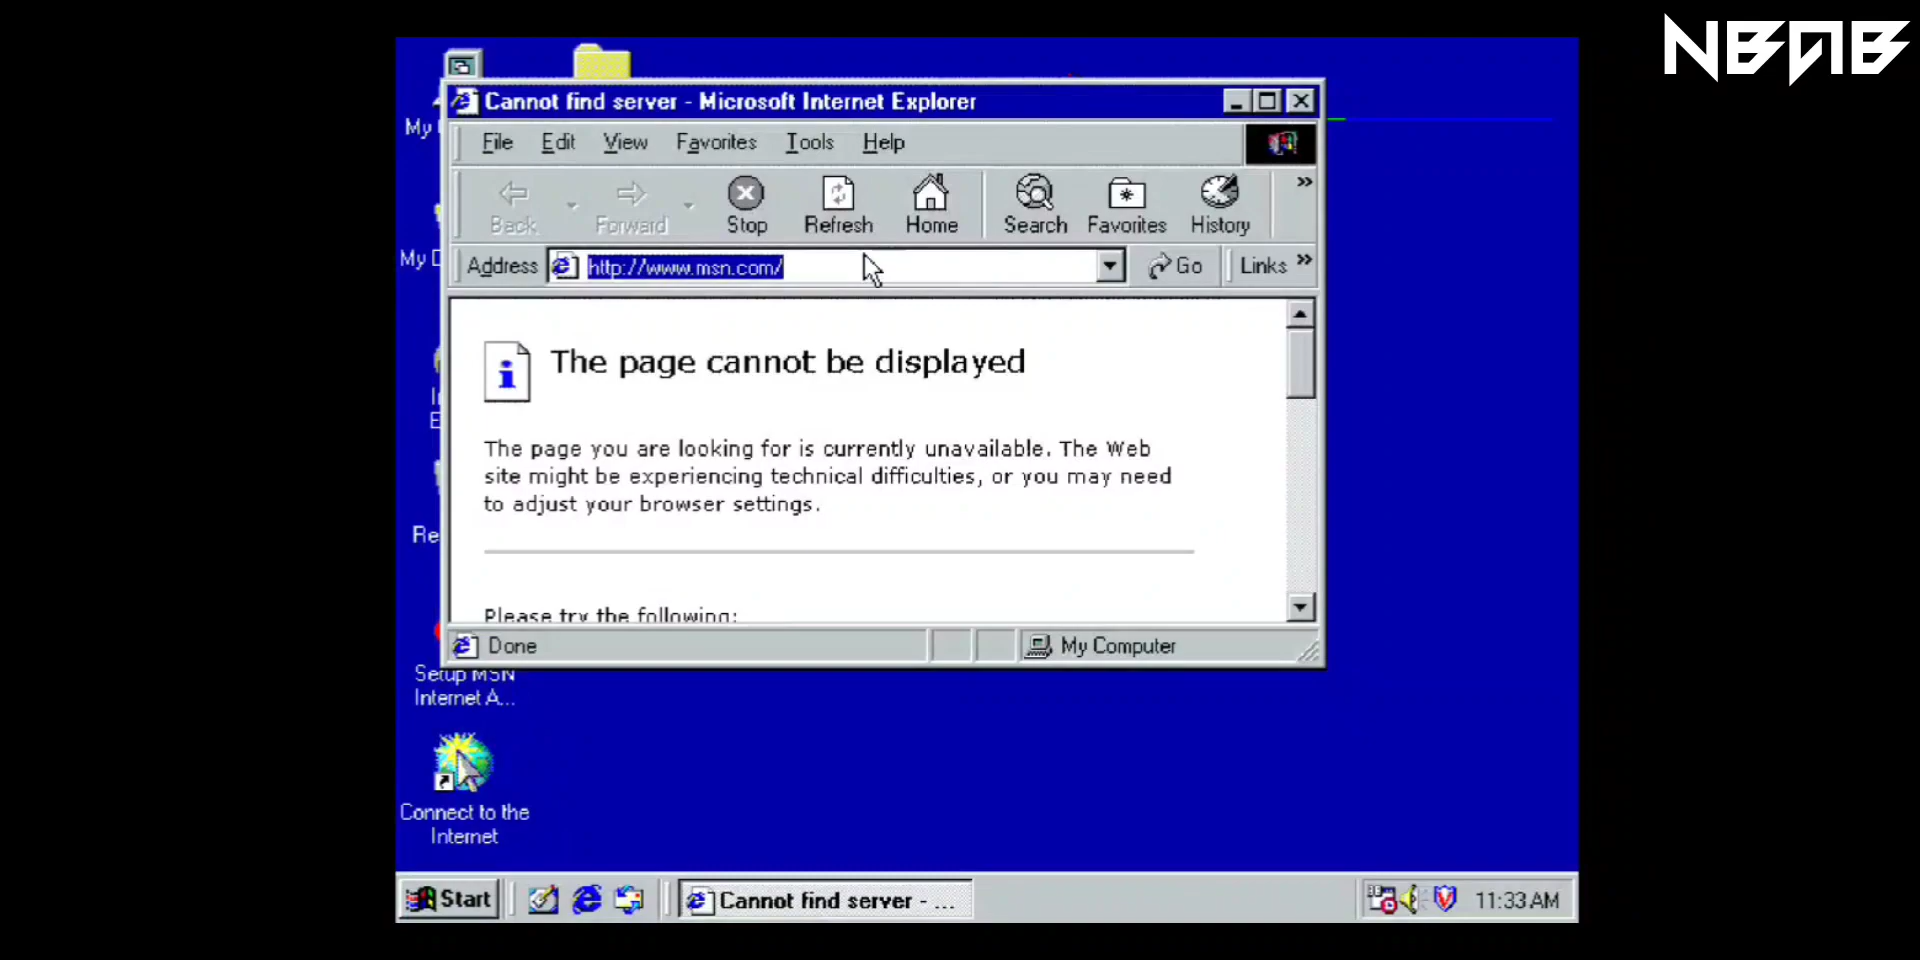 NBAB
My
Cannot find server - Microsoft Internet Explorer
File Edit View Favorites Tools Help
Back Forward Stop Refresh Home Search Favorites History »
My D
Address http://www.msn.com/ Go Links »
The page cannot be displayed
The page you are looking for is currently unavailable. The Web
site might be experiencing technical difficulties, or you may need
to adjust your browser settings.
Re
Please try the following:
Done My Computer
Setup MSN
Internet A...
Connect to the
Internet
Start Cannot find server - ... 11:33 AM